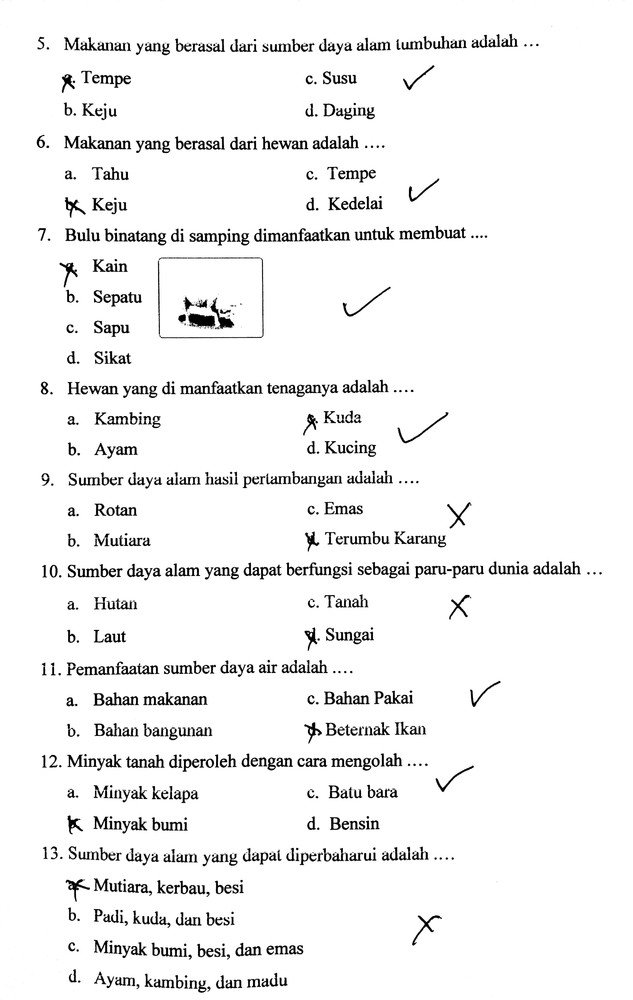 5. Makanan yang berasal dari sumber daya alam tumbuhan adalah ...
a. Tempe c. Susu
b. Keju d. Daging
6. Makanan yang berasal dari hewan adalah ....
a. Tahu c. Tempe
b. Keju d. Kedelai
7. Bulu binatang di samping dimanfaatkan untuk membuat ....
a. Kain
b. Sepatu
c. Sapu
d. Sikat
8. Hewan yang di manfaatkan tenaganya adalah ....
a. Kambing c. Kuda
b. Ayam d. Kucing
9. Sumber daya alam hasil pertambangan adalah ....
a. Rotan c. Emas
b. Mutiara d. Terumbu Karang
10. Sumber daya alam yang dapat berfungsi sebagai paru-paru dunia adalah ...
a. Hutan c. Tanah
b. Laut d. Sungai
11. Pemanfaatan sumber daya air adalah ....
a. Bahan makanan c. Bahan Pakai
b. Bahan bangunan d. Beternak Ikan
12. Minyak tanah diperoleh dengan cara mengolah ....
a. Minyak kelapa c. Batu bara
b. Minyak bumi d. Bensin
13. Sumber daya alam yang dapat diperbaharui adalah ....
a. Mutiara, kerbau, besi
b. Padi, kuda, dan besi
c. Minyak bumi, besi, dan emas
d. Ayam, kambing, dan madu